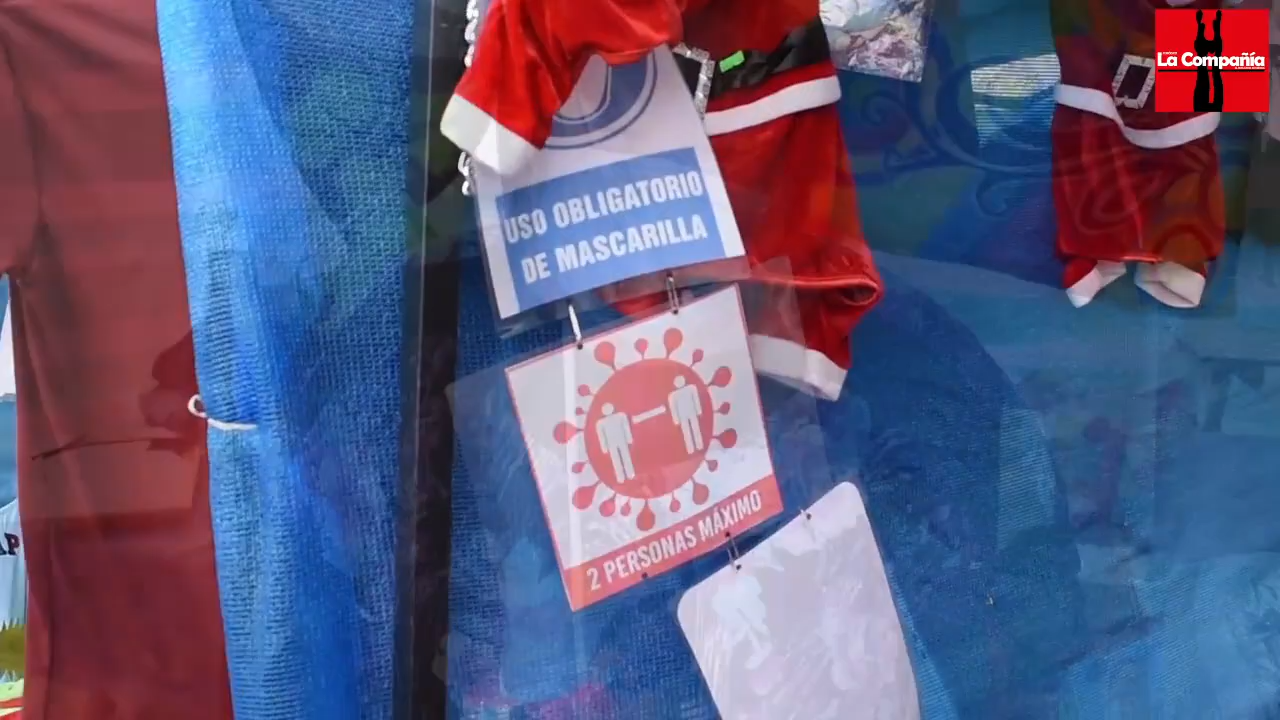 La Compañía
USO OBLIGATORIO
DE MASCARILLA
2 PERSONAS MÁXIMO